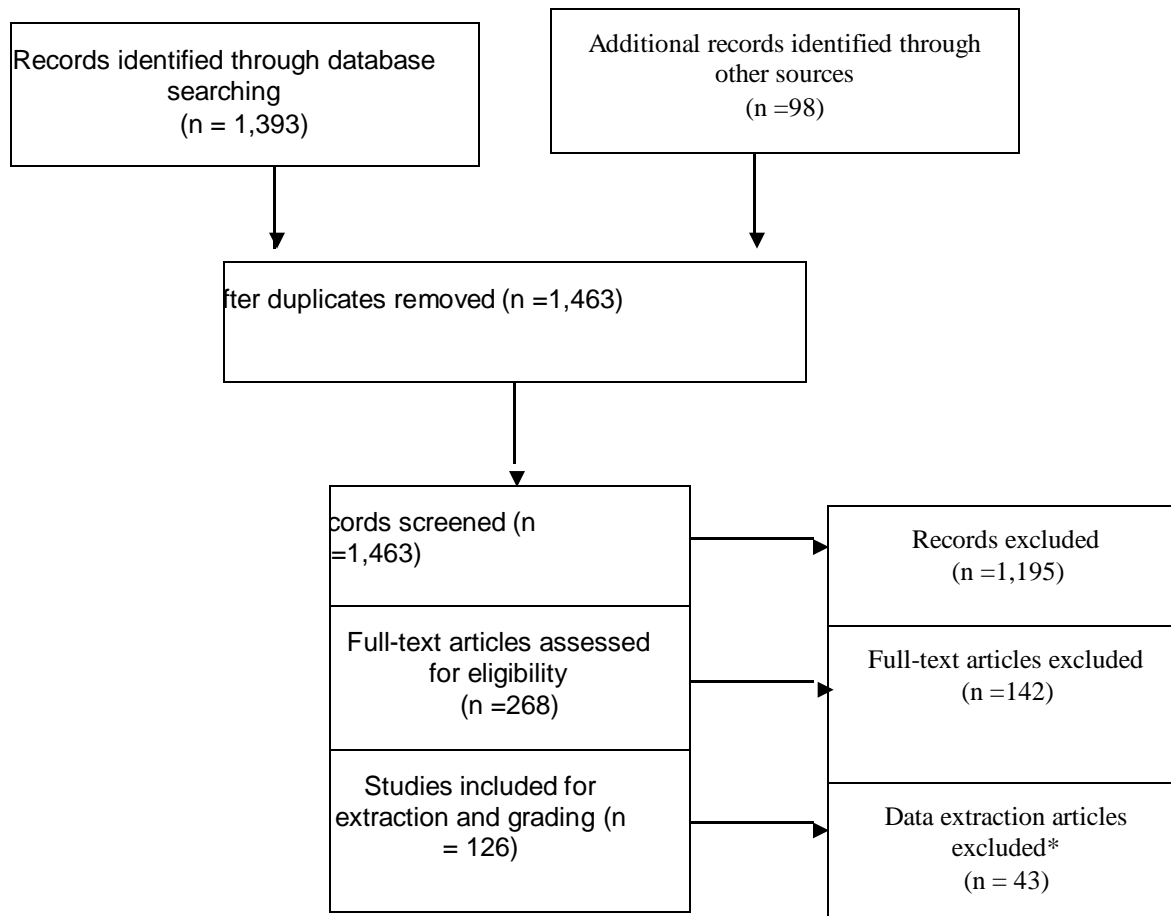 Records identified through database
searching
(n = 1,393)
Additional records identified through
other sources
(n =98)
fter duplicates removed (n =1,463)
cords screened (n
=1,463)
Records excluded
(n =1,195)
Full-text articles assessed
for eligibility
(n =268)
Full-text articles excluded
(n =142)
Studies included for
extraction and grading (n
= 126)
Data extraction articles
excluded*
(n = 43)